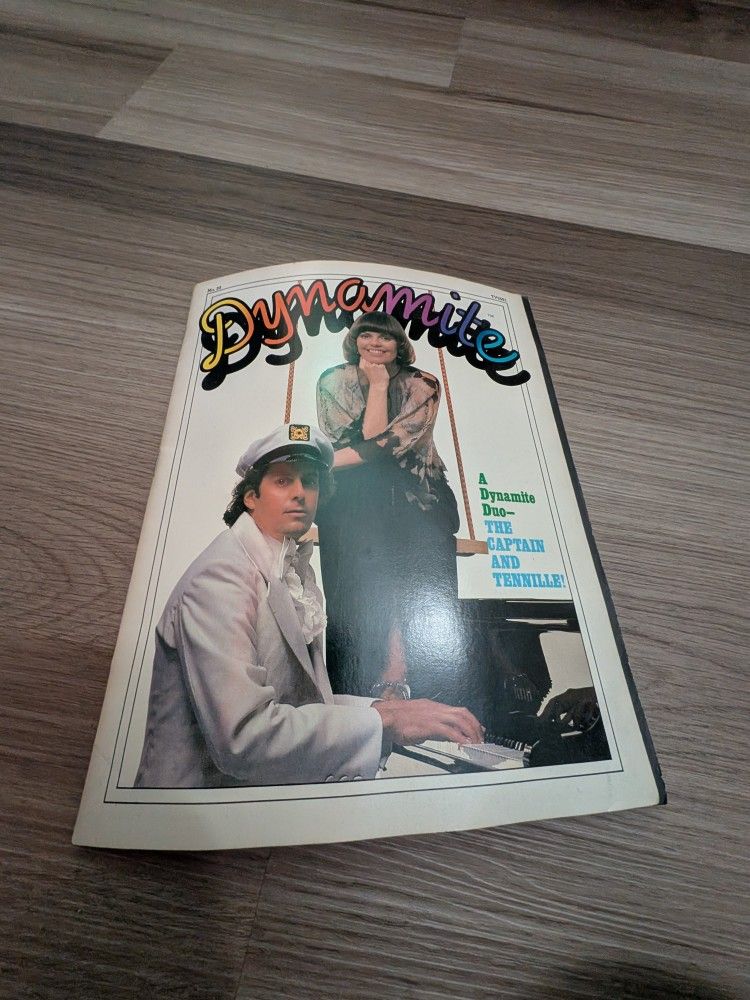 Dynamite
A
Dynamite
Duo—
THE
CAPTAIN
AND
TENNILLE!